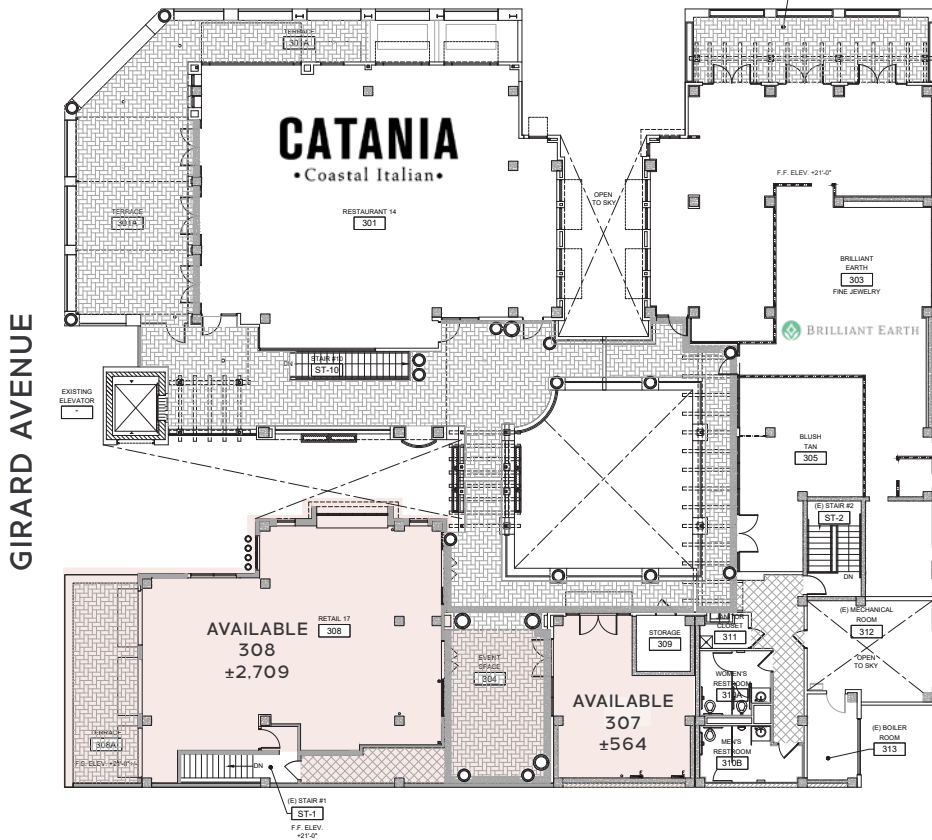 TERRACE
301A
CATANIA
•Coastal Italian•
RESTAURANT 14
301
TERRACE
301A
OPEN
TO SKY
F.F. ELEV. +21'-0"
BRILLIANT
EARTH
303
FINE JEWELRY
BRILLIANT EARTH
GIRARD AVENUE
EXISTING
ELEVATOR
-
STAIR #10
DN
ST-10
BLUSH
TAN
305
(E) STAIR #2
ST-2
DN
RETAIL 17
308
AVAILABLE
308
±2,709
EVENT
SPACE
304
STORAGE
309
AVAILABLE
307
±564
JANITOR
CLOSET
311
WOMEN'S
RESTROOM
310A
MEN'S
RESTROOM
310B
(E) MECHANICAL
ROOM
312
OPEN
TO SKY
(E) BOILER
ROOM
313
TERRACE
308A
DN
(E) STAIR #1
ST-1
F.F. ELEV.
+21'-0"